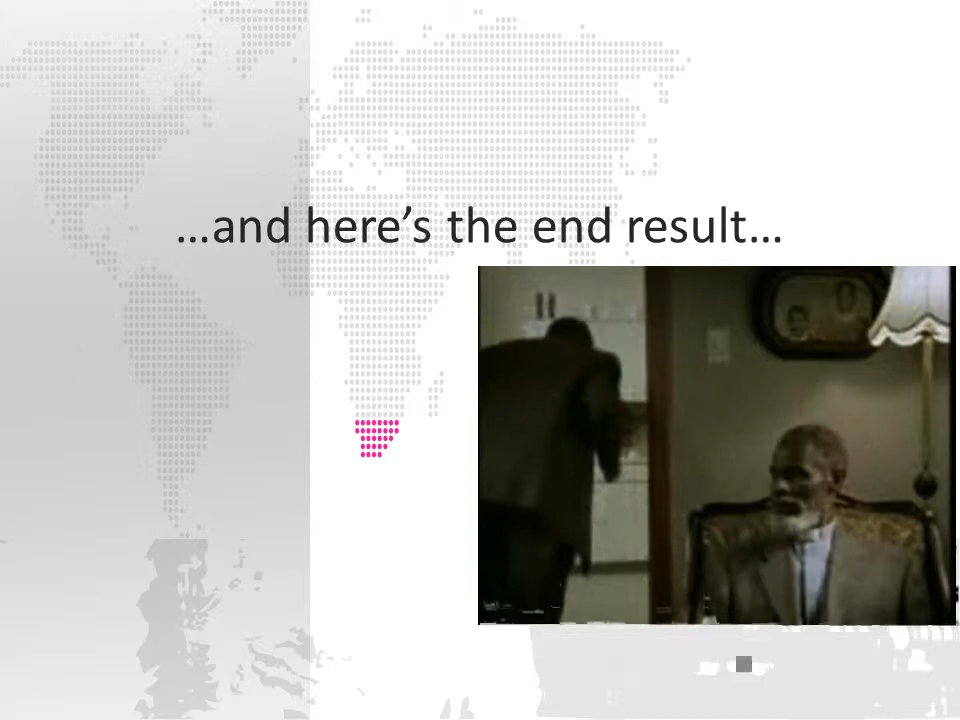 …and here’s the end result…